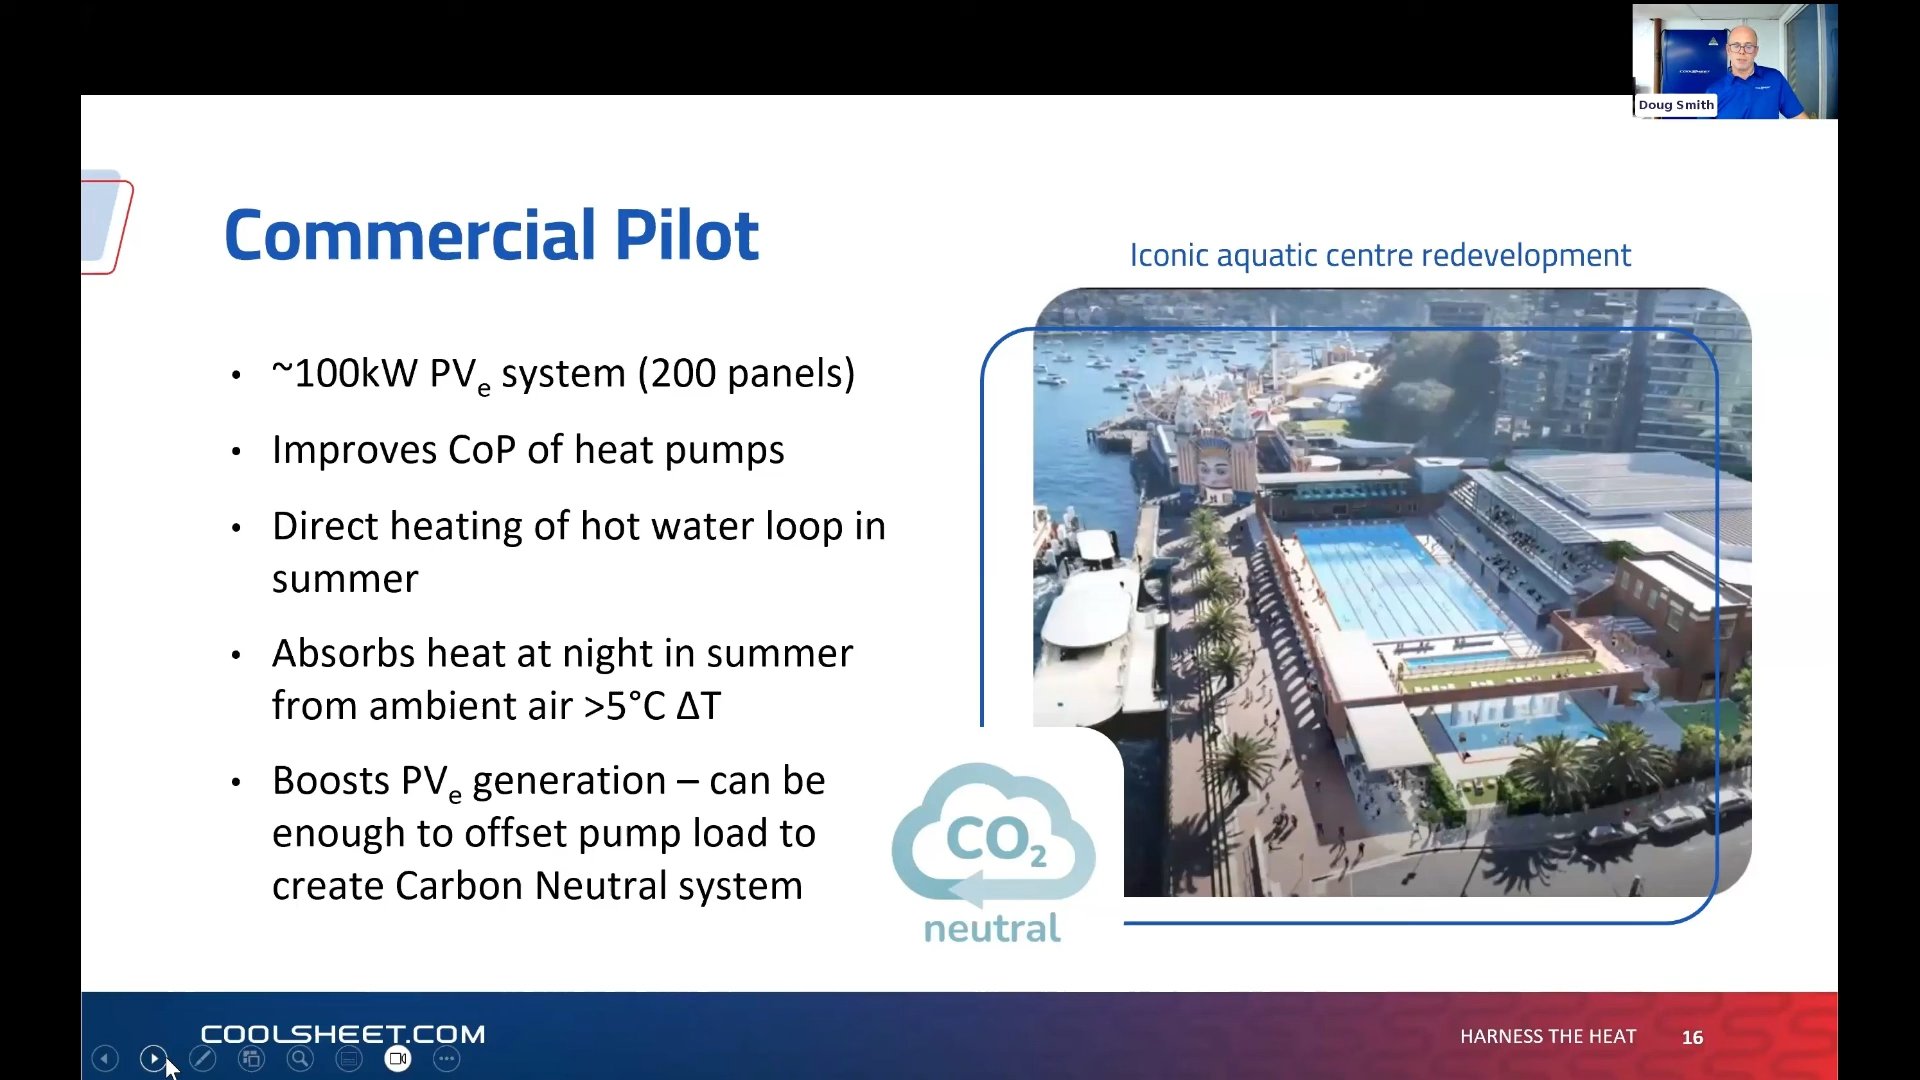 Doug Smith
Commercial Pilot
Iconic aquatic centre redevelopment
• ~100kW PVe system (200 panels)
• Improves CoP of heat pumps
• Direct heating of hot water loop in
summer
• Absorbs heat at night in summer
from ambient air >5°C ΔT
• Boosts PVe generation – can be
enough to offset pump load to
create Carbon Neutral system
CO2
neutral
COOLSHEET.COM
HARNESS THE HEAT 16